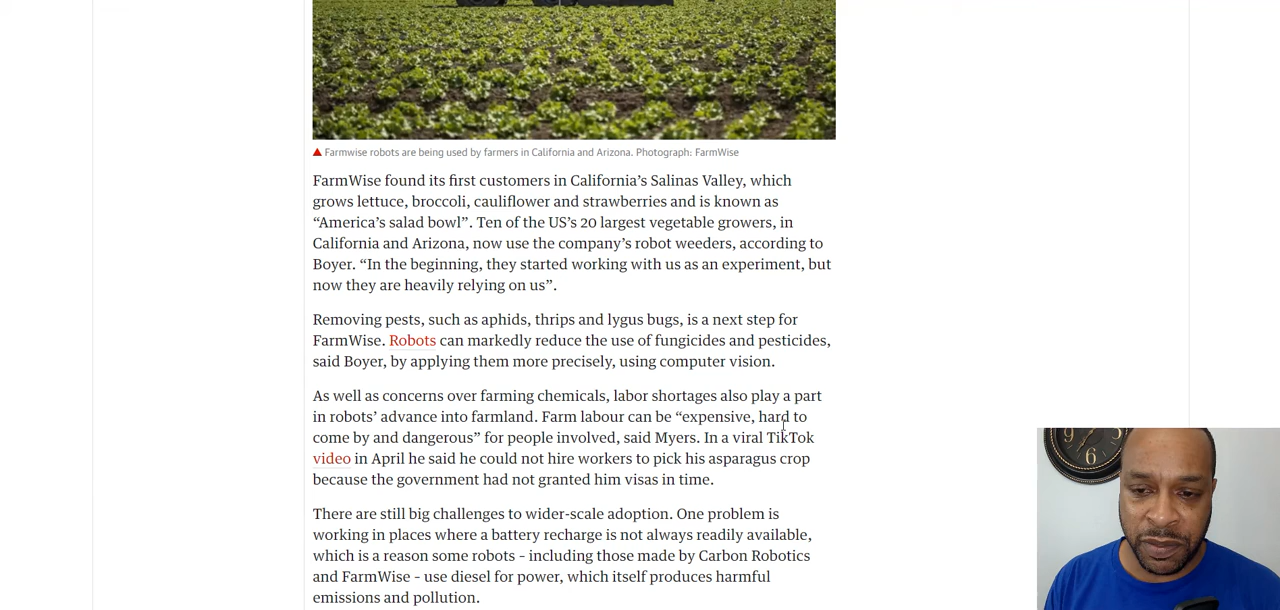 Farmwise robots are being used by farmers in California and Arizona. Photograph: FarmWise
FarmWise found its first customers in California's Salinas Valley, which
grows lettuce, broccoli, cauliflower and strawberries and is known as
“America's salad bowl”. Ten of the US's 20 largest vegetable growers, in
California and Arizona, now use the company's robot weeders, according to
Boyer. “In the beginning, they started working with us as an experiment, but
now they are heavily relying on us”.
Removing pests, such as aphids, thrips and lygus bugs, is a next step for
FarmWise. Robots can markedly reduce the use of fungicides and pesticides,
said Boyer, by applying them more precisely, using computer vision.
As well as concerns over farming chemicals, labor shortages also play a part
in robots' advance into farmland. Farm labour can be “expensive, hard to
come by and dangerous” for people involved, said Myers. In a viral TikTok
video in April he said he could not hire workers to pick his asparagus crop
because the government had not granted him visas in time.
There are still big challenges to wider-scale adoption. One problem is
working in places where a battery recharge is not always readily available,
which is a reason some robots – including those made by Carbon Robotics
and FarmWise – use diesel for power, which itself produces harmful
emissions and pollution.